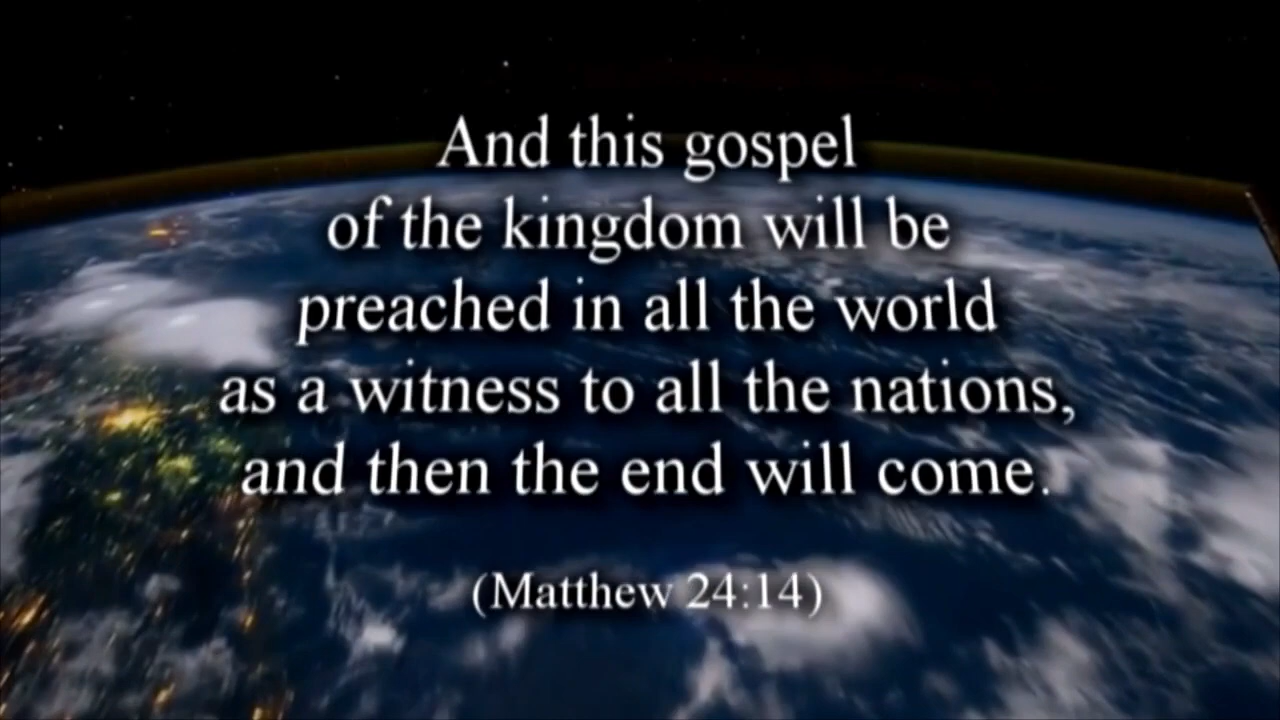 And this gospel
of the kingdom will be
preached in all the world
as a witness to all the nations,
and then the end will come.
(Matthew 24:14)